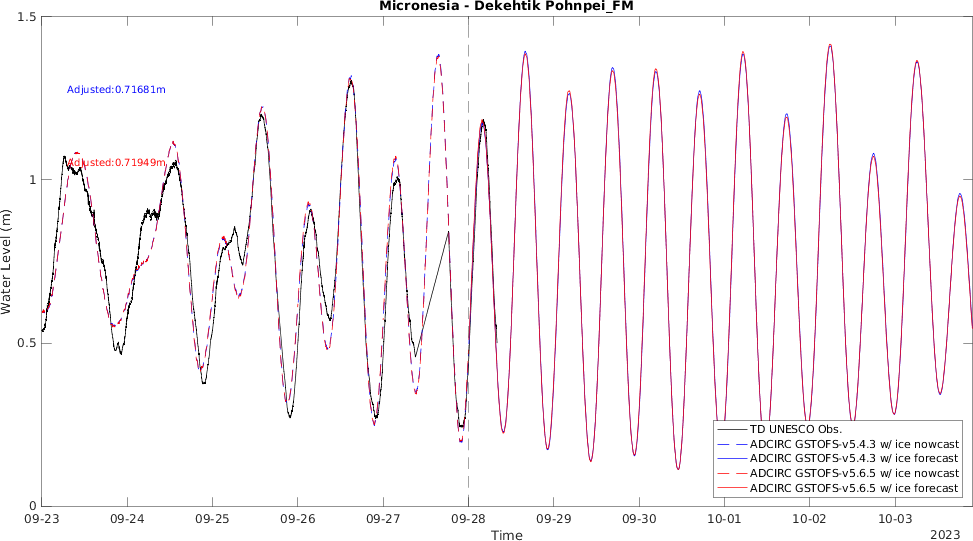 Micronesia - Dekehtik Pohnpei_FM
1.5
Adjusted:0.71681m
Adjusted:0.71949m
1
Water Level (m)
0.5
TD UNESCO Obs.
ADCIRC GSTOFS-v5.4.3 w/ ice nowcast
ADCIRC GSTOFS-v5.4.3 w/ ice forecast
ADCIRC GSTOFS-v5.6.5 w/ ice nowcast
ADCIRC GSTOFS-v5.6.5 w/ ice forecast
0
09-23 09-24 09-25 09-26 09-27 09-28 09-29 09-30 10-01 10-02 10-03
Time
2023